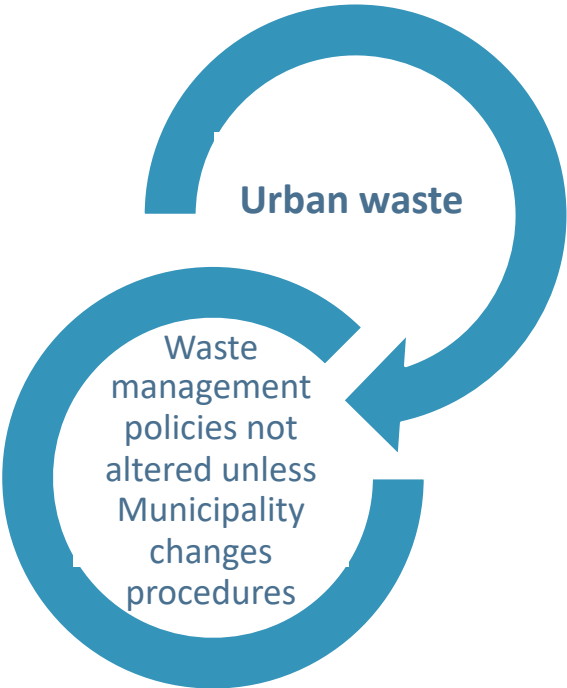 Urban waste
Waste
management
policies not
altered unless
Municipality
changes
procedures